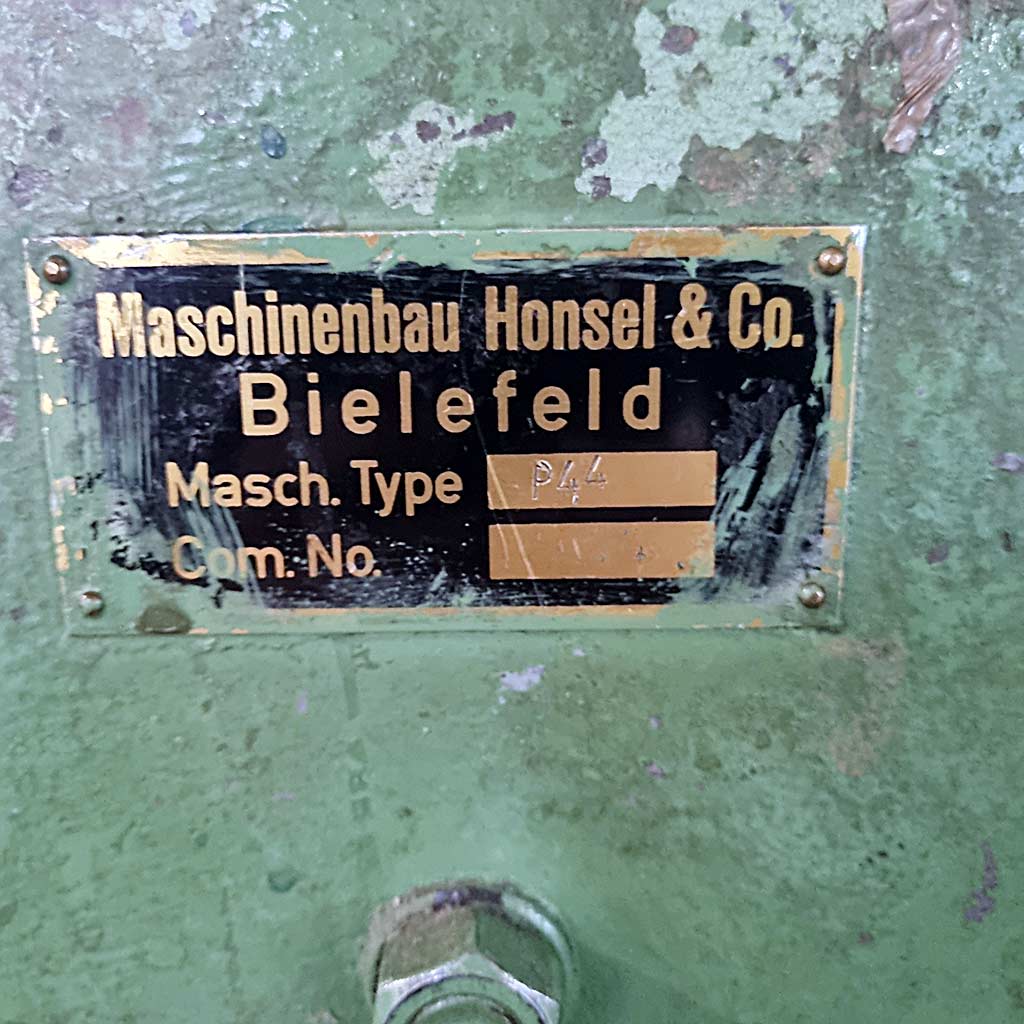 Maschinenbau Honsel & Co.
Bielefeld
Masch. Type P44
Com. No.